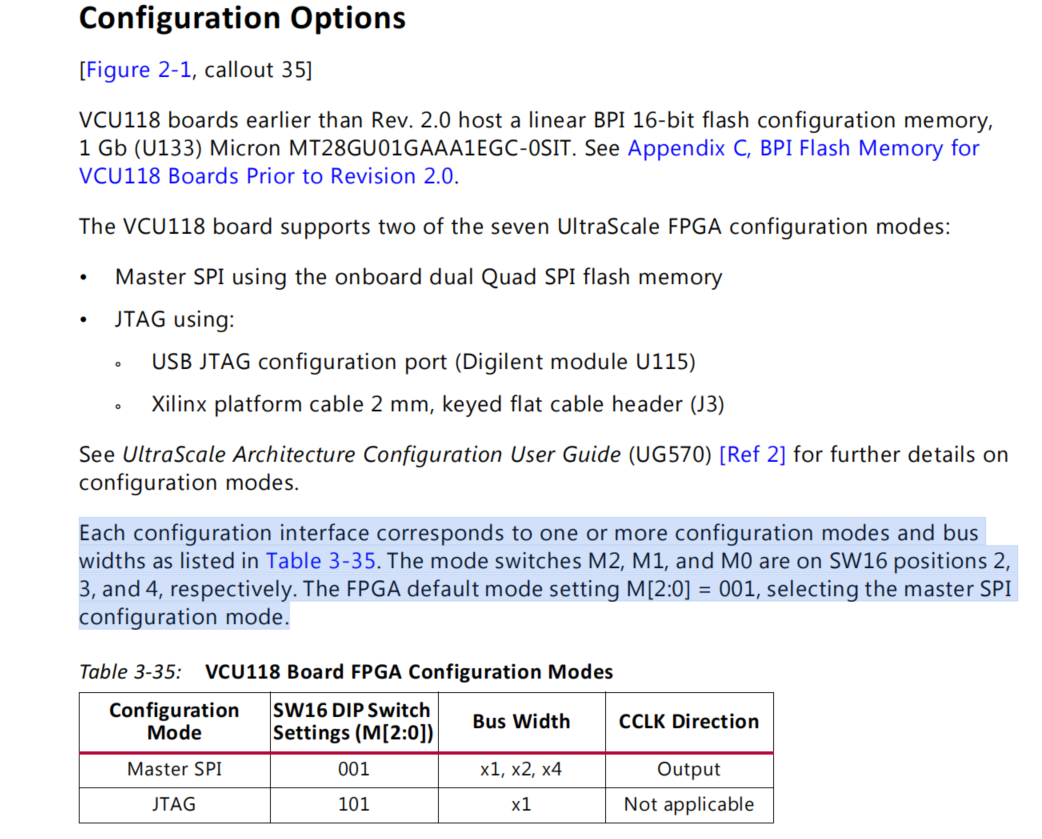 Configuration Options
[Figure 2-1, callout 35]
VCU118 boards earlier than Rev. 2.0 host a linear BPI 16-bit flash configuration memory,
1 Gb (U133) Micron MT28GU01GAAA1EGC-0SIT. See Appendix C, BPI Flash Memory for
VCU118 Boards Prior to Revision 2.0.
The VCU118 board supports two of the seven UltraScale FPGA configuration modes:
• Master SPI using the onboard dual Quad SPI flash memory
• JTAG using:
◦ USB JTAG configuration port (Digilent module U115)
◦ Xilinx platform cable 2 mm, keyed flat cable header (J3)
See UltraScale Architecture Configuration User Guide (UG570) [Ref 2] for further details on
configuration modes.
Each configuration interface corresponds to one or more configuration modes and bus
widths as listed in Table 3-35. The mode switches M2, M1, and M0 are on SW16 positions 2,
3, and 4, respectively. The FPGA default mode setting M[2:0] = 001, selecting the master SPI
configuration mode.
Table 3-35: VCU118 Board FPGA Configuration Modes
Configuration Mode | SW16 DIP Switch Settings (M[2:0]) | Bus Width | CCLK Direction
Master SPI | 001 | x1, x2, x4 | Output
JTAG | 101 | x1 | Not applicable